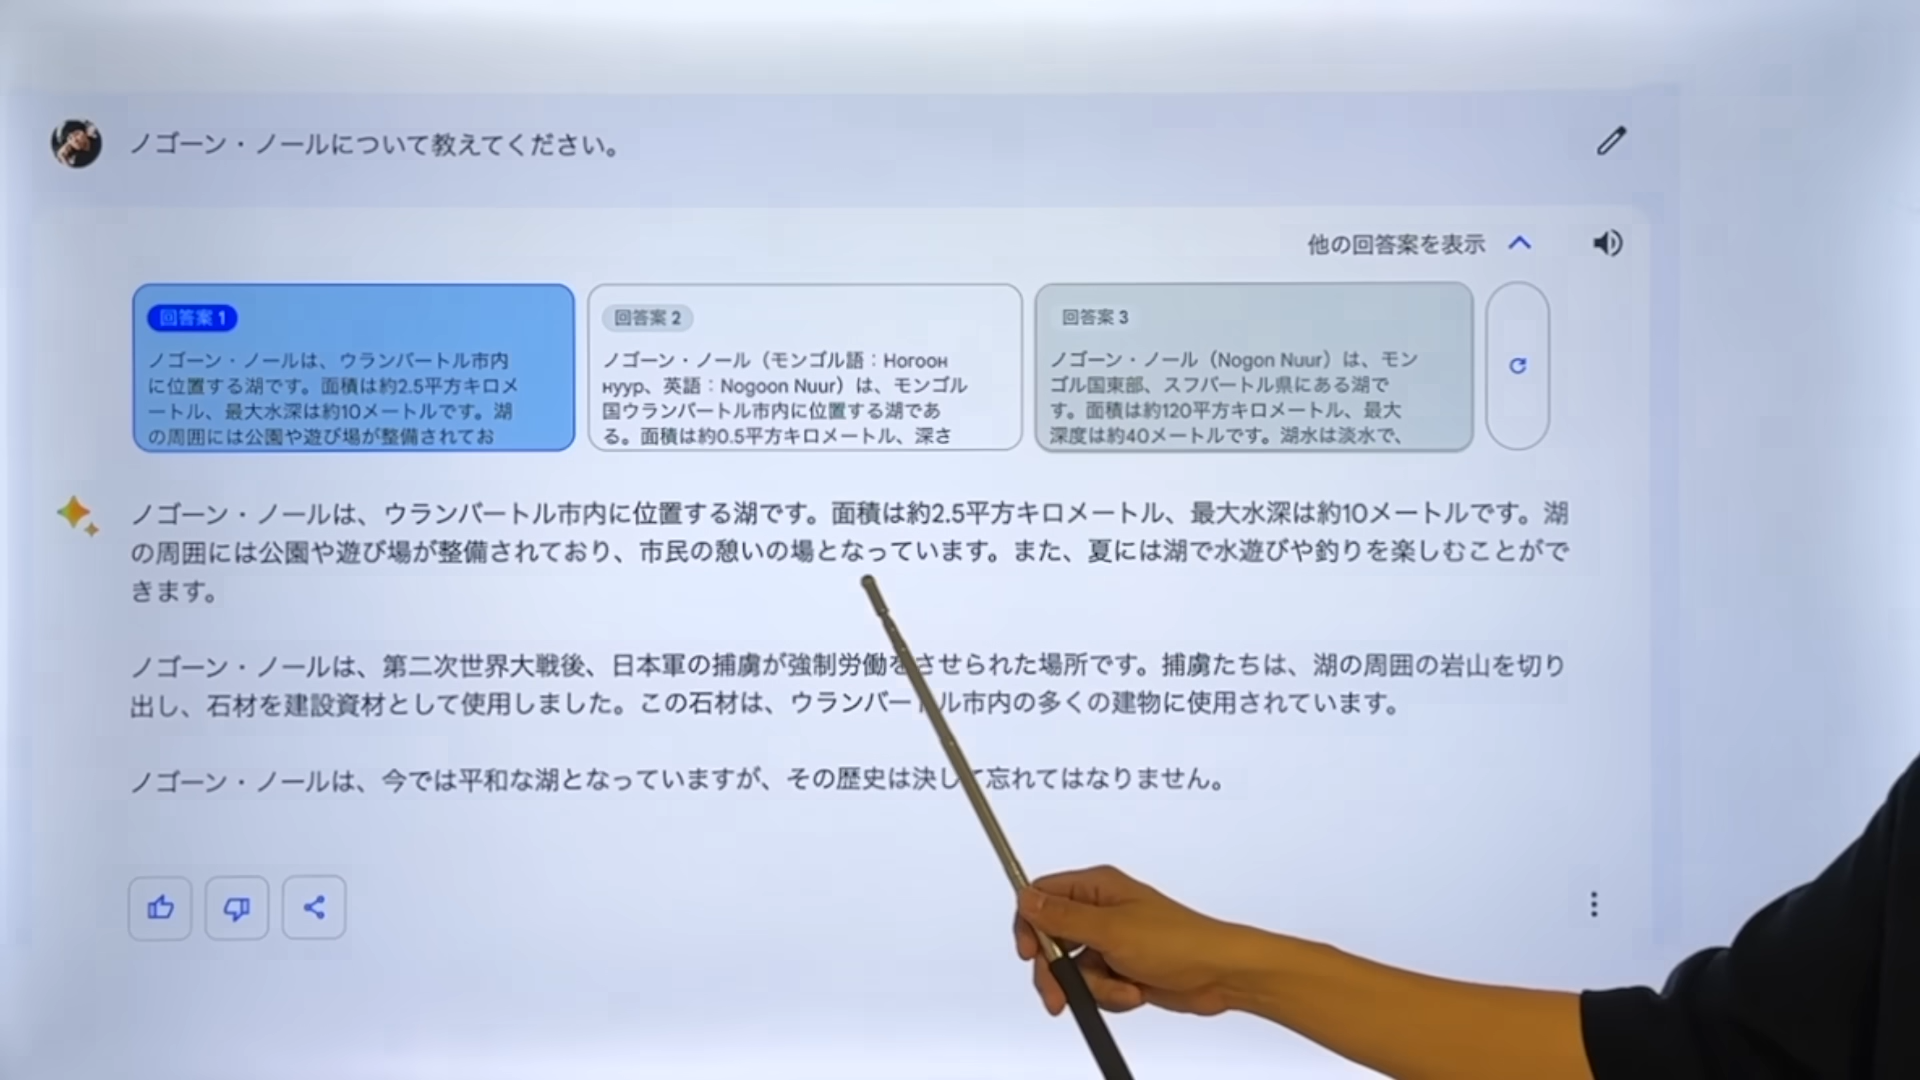 ノゴーン・ノールについて教えてください。
他の回答案を表示
回答案 1
ノゴーン・ノールは、ウランバートル市内
に位置する湖です。面積は約2.5平方キロメ
ートル、最大水深は約10メートルです。湖
の周囲には公園や遊び場が整備されてお
回答案 2
ノゴーン・ノール（モンゴル語：Ногоон
нуур、英語：Nogoon Nuur）は、モンゴル
国ウランバートル市内に位置する湖であ
る。面積は約0.5平方キロメートル、深さ
回答案 3
ノゴーン・ノール（Nogon Nuur）は、モン
ゴル国東部、スフバートル県にある湖で
す。面積は約120平方キロメートル、最大
深度は約40メートルです。湖水は淡水で、
ノゴーン・ノールは、ウランバートル市内に位置する湖です。面積は約2.5平方キロメートル、最大水深は約10メートルです。湖
の周囲には公園や遊び場が整備されており、市民の憩いの場となっています。また、夏には湖で水遊びや釣りを楽しむことがで
きます。
ノゴーン・ノールは、第二次世界大戦後、日本軍の捕虜が強制労働をさせられた場所です。捕虜たちは、湖の周囲の岩山を切り
出し、石材を建設資材として使用しました。この石材は、ウランバートル市内の多くの建物に使用されています。
ノゴーン・ノールは、今では平和な湖となっていますが、その歴史は決して忘れてはなりません。